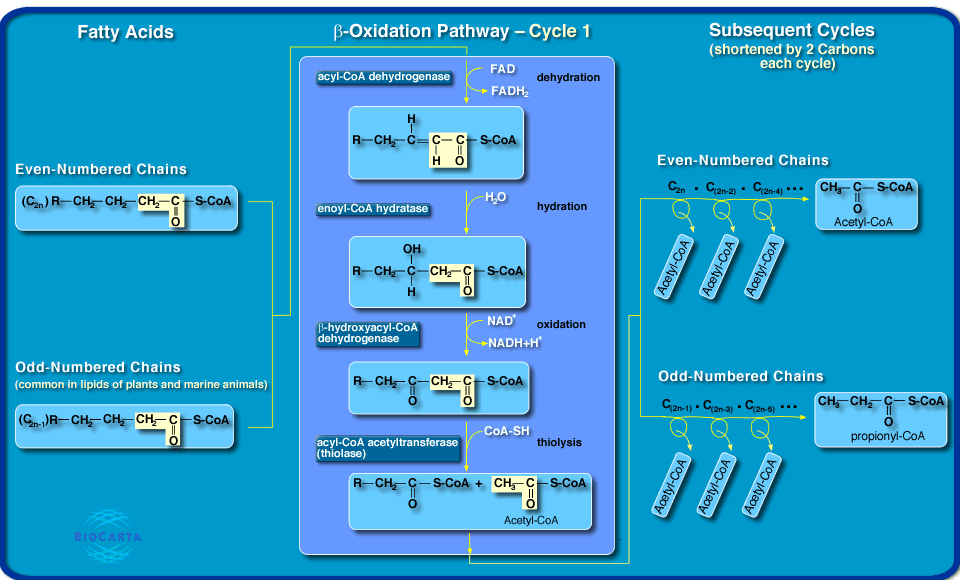 Fatty Acids
Even-Numbered Chains
(C2n) R–CH2–CH2–CH2–C–S-CoA
O
Odd-Numbered Chains
(common in lipids of plants and marine animals)
(C2n-1)R–CH2–CH2–CH2–C–S-CoA
O
BIOCARTA
β-Oxidation Pathway – Cycle 1
acyl-CoA dehydrogenase
FAD
dehydration
FADH2
H
R–CH2–C=C–C–S-CoA
H O
enoyl-CoA hydratase
H2O
hydration
OH
R–CH2–C–CH2–C–S-CoA
H O
β-hydroxyacyl-CoA
dehydrogenase
NAD+
oxidation
NADH+H+
R–CH2–C–CH2–C–S-CoA
O O
acyl-CoA acetyltransferase
(thiolase)
CoA-SH
thiolysis
R–CH2–C–S-CoA + CH3–C–S-CoA
O O
Acetyl-CoA
Subsequent Cycles
(shortened by 2 Carbons
each cycle)
Even-Numbered Chains
C2n · C(2n-2) · C(2n-4) ···
CH3–C–S-CoA
O
Acetyl-CoA
Acetyl-CoA
Acetyl-CoA
Acetyl-CoA
Odd-Numbered Chains
C(2n-1) · C(2n-3) · C(2n-5) ···
CH3–CH2–C–S-CoA
O
propionyl-CoA
Acetyl-CoA
Acetyl-CoA
Acetyl-CoA